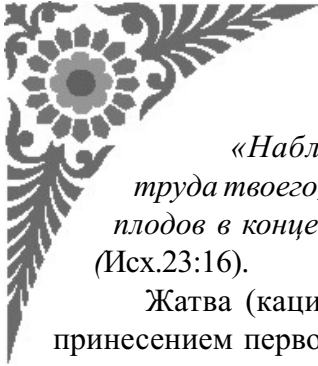 «Набл
труда твоего,
плодов в конце
(Исх.23:16).
Жатва (каци
принесением перво